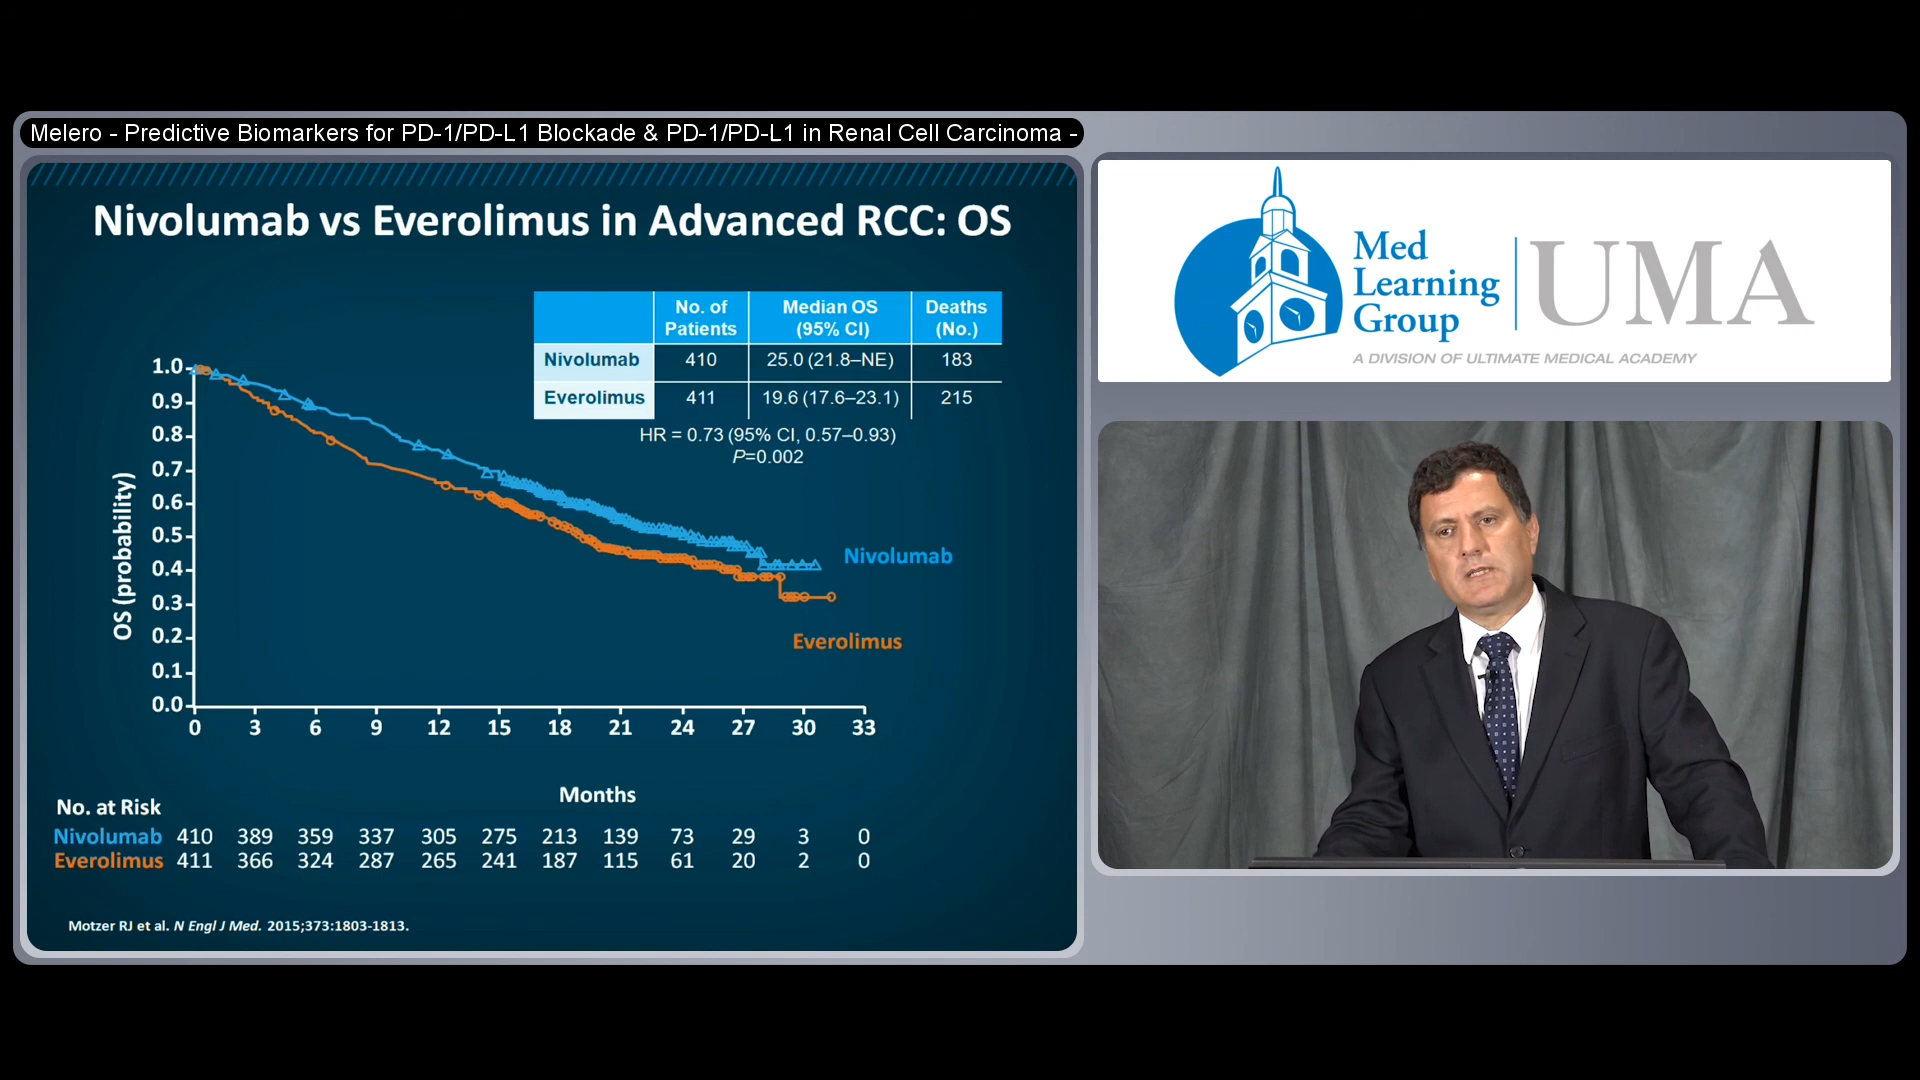 Melero - Predictive Biomarkers for PD-1/PD-L1 Blockade & PD-1/PD-L1 in Renal Cell Carcinoma -
Nivolumab vs Everolimus in Advanced RCC: OS
No. of Patients Median OS (95% CI) Deaths (No.)
Nivolumab 410 25.0 (21.8–NE) 183
Everolimus 411 19.6 (17.6–23.1) 215
HR = 0.73 (95% CI, 0.57–0.93)
P=0.002
OS (probability)
1.0
0.9
0.8
0.7
0.6
0.5
0.4
0.3
0.2
0.1
0.0
Nivolumab
Everolimus
0 3 6 9 12 15 18 21 24 27 30 33
Months
No. at Risk
Nivolumab 410 389 359 337 305 275 213 139 73 29 3 0
Everolimus 411 366 324 287 265 241 187 115 61 20 2 0
Motzer RJ et al. N Engl J Med. 2015;373:1803-1813.
Med
Learning
Group
UMA
A DIVISION OF ULTIMATE MEDICAL ACADEMY